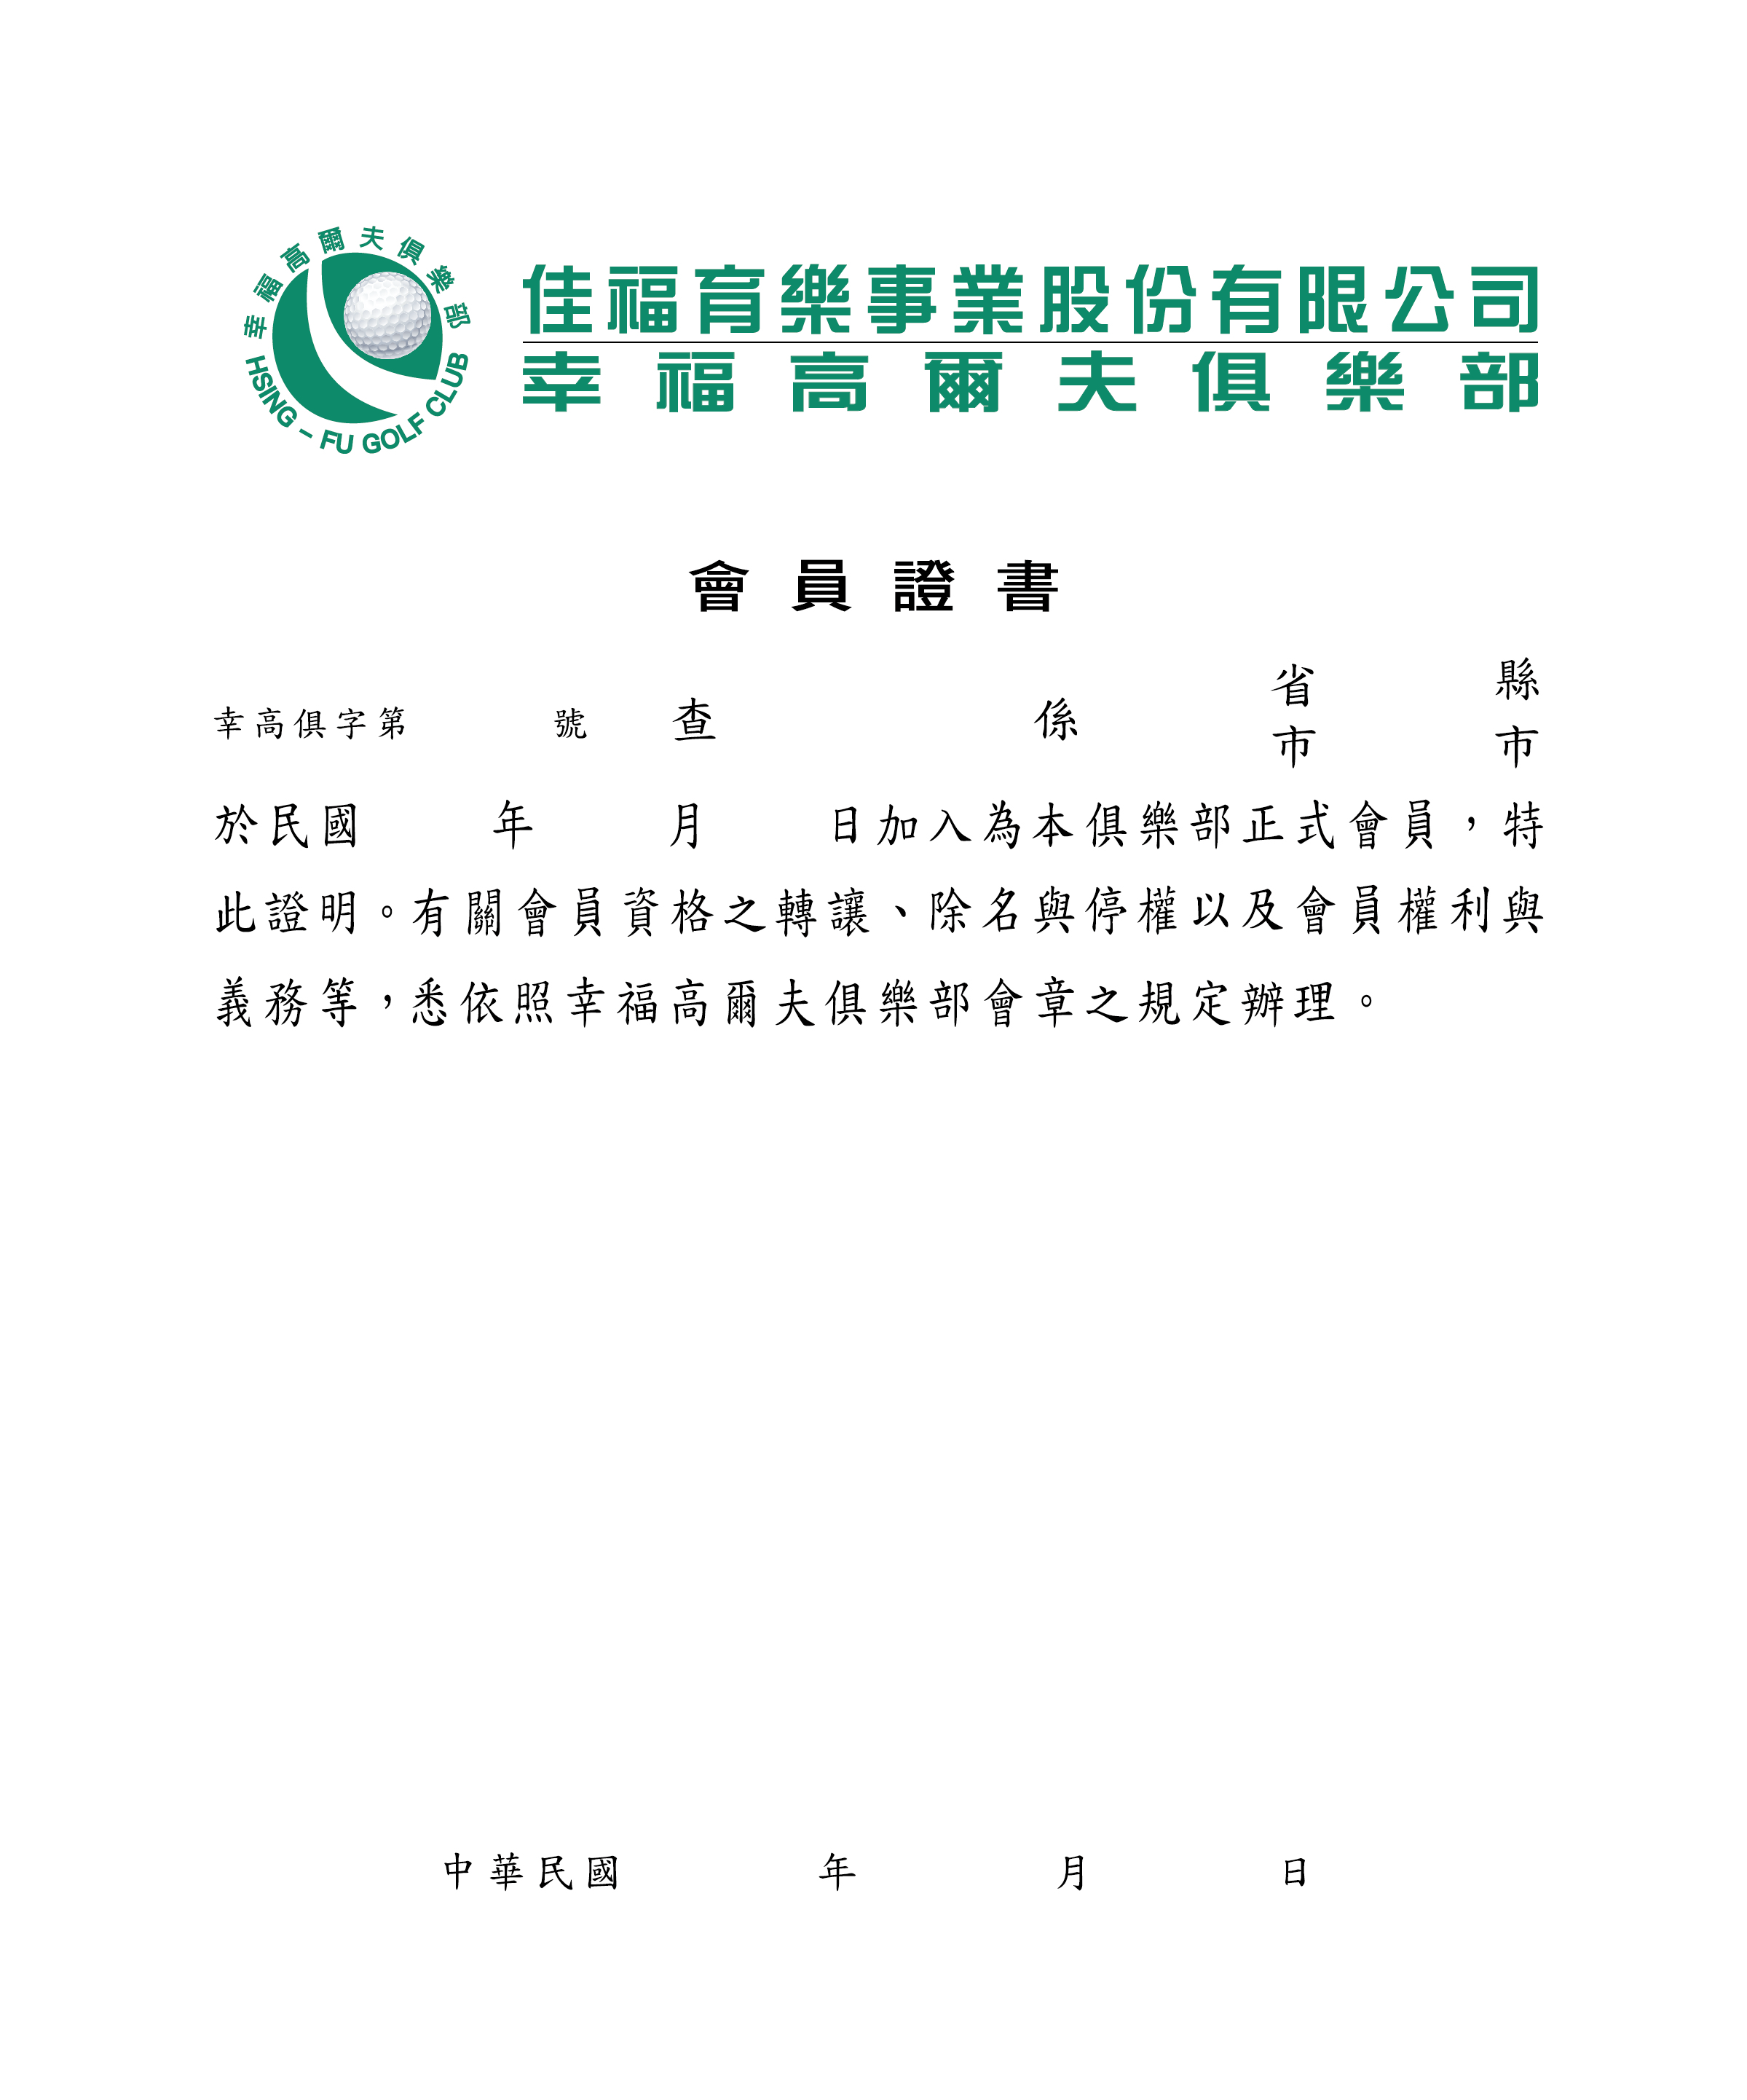 幸福高爾夫俱樂部
HSING – FU GOLF CLUB
佳福育樂事業股份有限公司
幸福高爾夫俱樂部
會員證書
幸高俱字第 號 查 係 省市 縣市
於民國 年 月 日加入為本俱樂部正式會員，特
此證明。有關會員資格之轉讓、除名與停權以及會員權利與
義務等，悉依照幸福高爾夫俱樂部會章之規定辦理。
中華民國 年 月 日